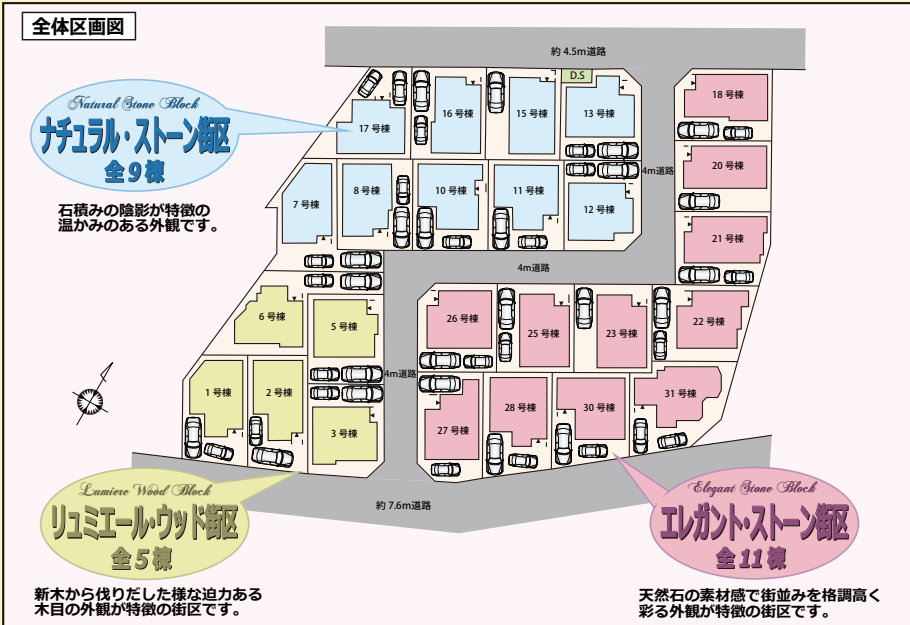 全体区画図
約 4.5m道路
D.S
Natural Stone Block
ナチュラル・ストーン街区
全9棟
石積みの陰影が特徴の
温かみのある外観です。
17 号棟
16 号棟
15 号棟
13 号棟
18 号棟
7 号棟
8 号棟
10 号棟
11 号棟
12 号棟
4m道路
20 号棟
21 号棟
4m道路
6 号棟
5 号棟
26 号棟
25 号棟
23 号棟
22 号棟
4m道路
1 号棟
2 号棟
3 号棟
27 号棟
28 号棟
30 号棟
31 号棟
約 7.6m道路
Lumiere Wood Block
リュミエール・ウッド街区
全5棟
新木から伐りだした様な迫力ある
木目の外観が特徴の街区です。
Elegant Stone Block
エレガント・ストーン街区
全11棟
天然石の素材感で街並みを格調高く
彩る外観が特徴の街区です。